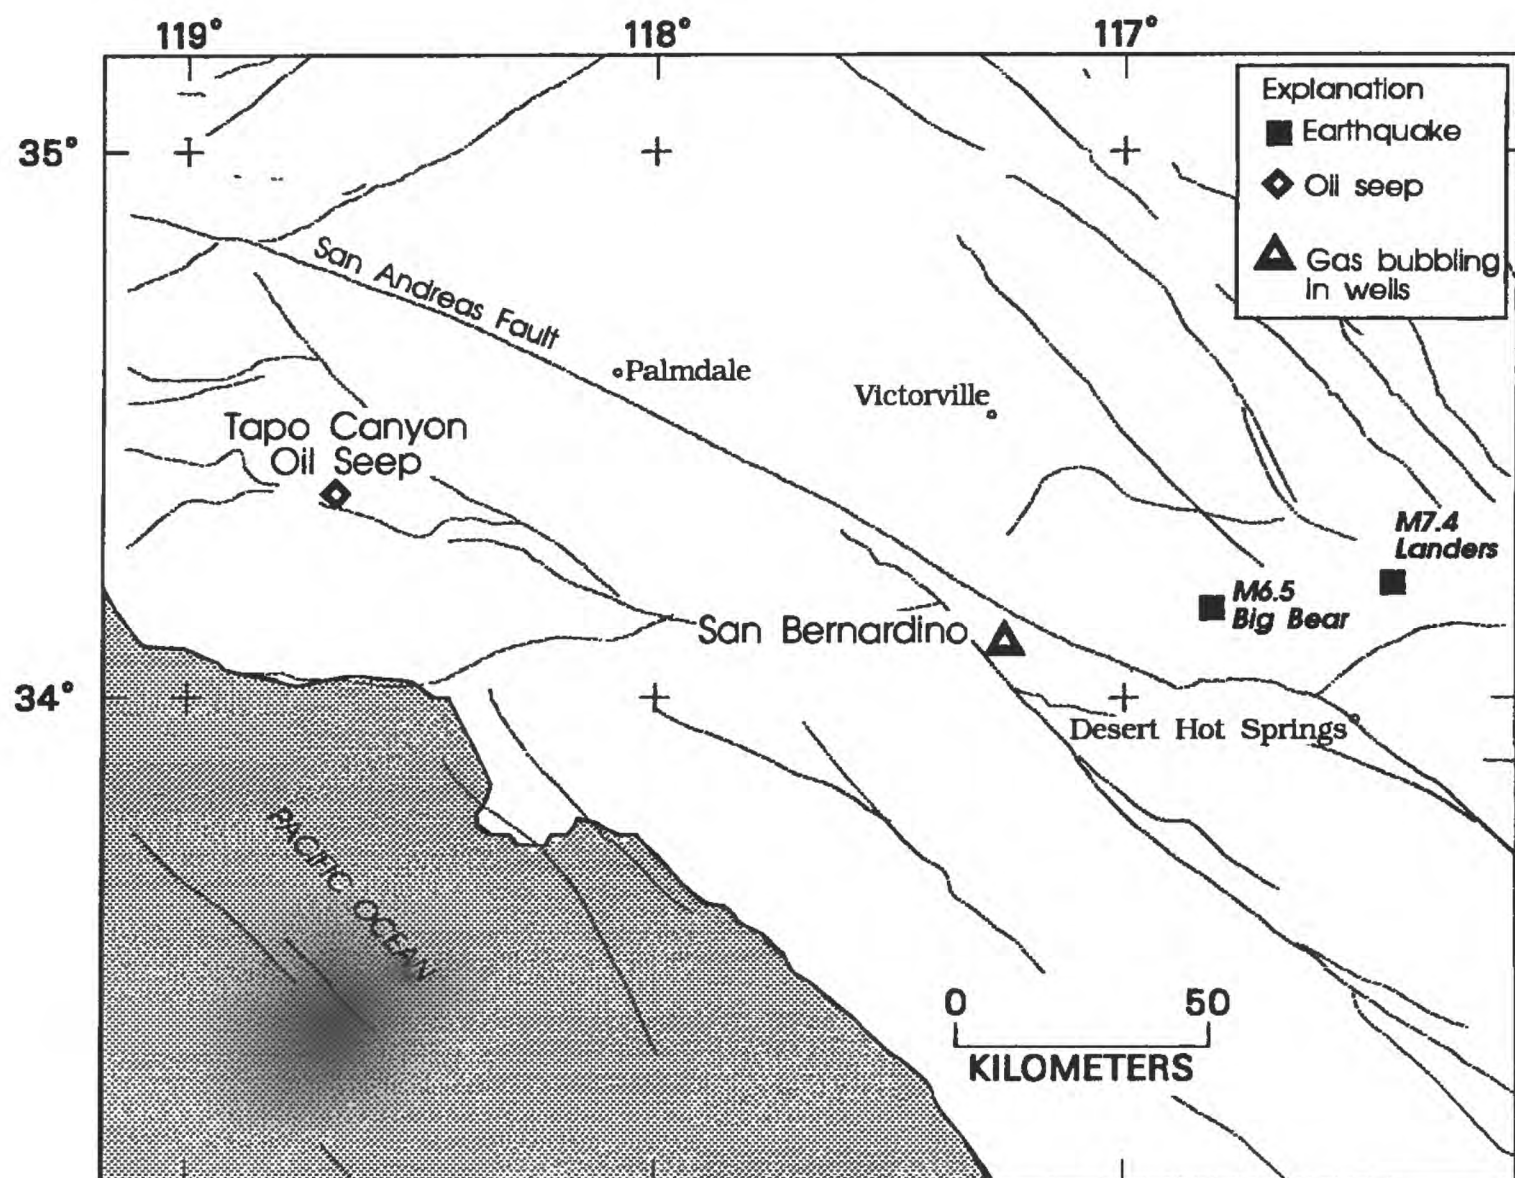 119°
118°
117°
35°
34°
Explanation
Earthquake
Oil seep
Gas bubbling
in wells
San Andreas Fault
Palmdale
Victorville
Tapo Canyon
Oil Seep
M7.4
Landers
M6.5
Big Bear
San Bernardino
Desert Hot Springs
PACIFIC OCEAN
0 50
KILOMETERS